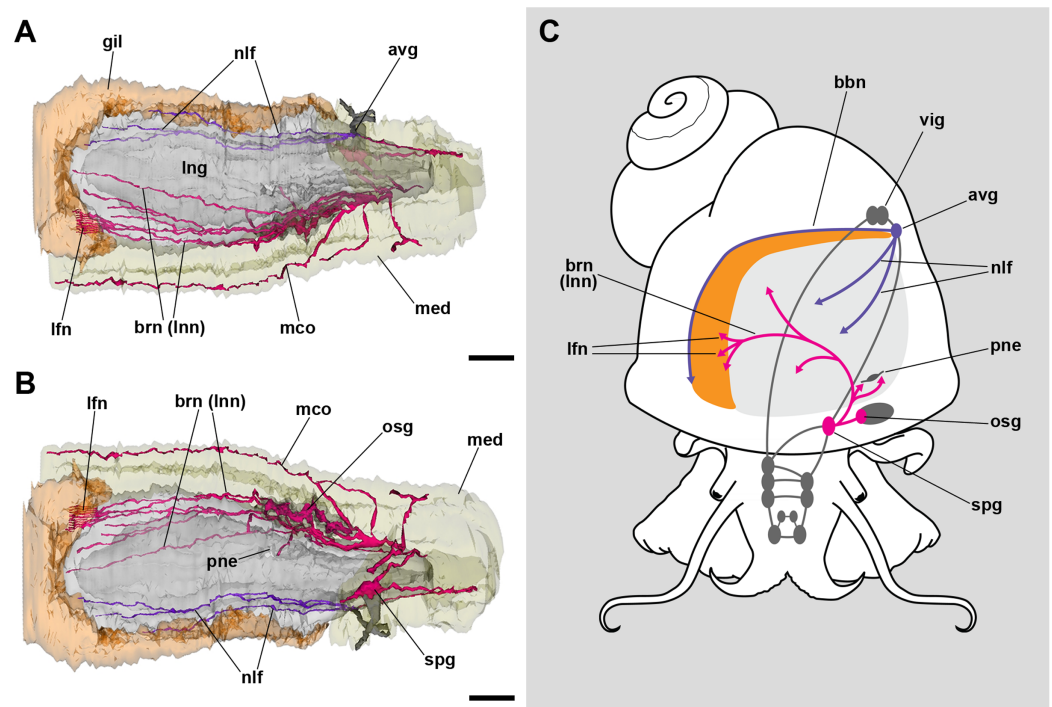 A
gil
nlf
avg
lng
lfn
brn (lnn)
mco
med
B
lfn
brn (lnn)
mco
osg
med
pne
nlf
spg
C
bbn
vig
avg
nlf
brn
(lnn)
lfn
pne
osg
spg